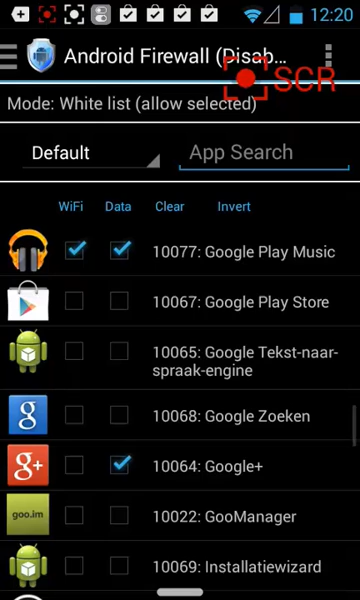 12:20
Android Firewall (Disab...
SCR
Mode: White list (allow selected)
Default
App Search
WiFi Data Clear Invert
10077: Google Play Music
10067: Google Play Store
10065: Google Tekst-naar-
spraak-engine
10068: Google Zoeken
10064: Google+
goo.im
10022: GooManager
10069: Installatiewizard